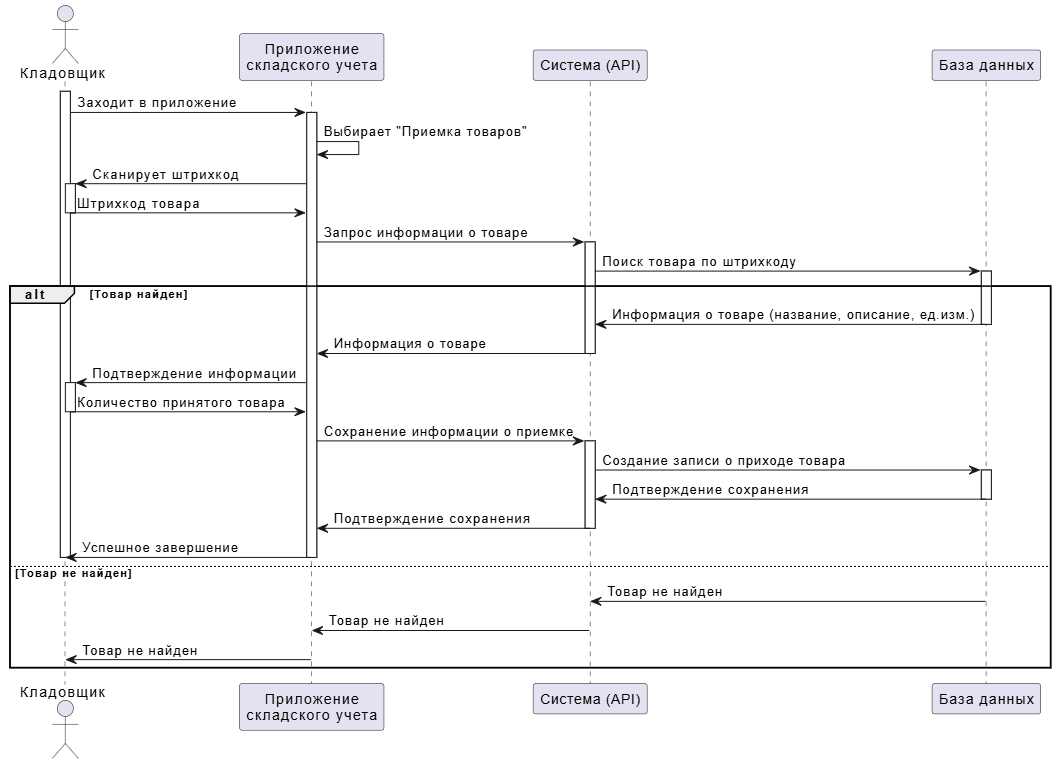 Кладовщик
Приложение
складского учета
Система (API)
База данных
Заходит в приложение
Выбирает "Приемка товаров"
Сканирует штрихкод
Штрихкод товара
Запрос информации о товаре
Поиск товара по штрихкоду
alt
[Товар найден]
Информация о товаре (название, описание, ед.изм.)
Информация о товаре
Подтверждение информации
Количество принятого товара
Сохранение информации о приемке
Создание записи о приходе товара
Подтверждение сохранения
Подтверждение сохранения
Успешное завершение
[Товар не найден]
Товар не найден
Товар не найден
Товар не найден
Кладовщик
Приложение
складского учета
Система (API)
База данных